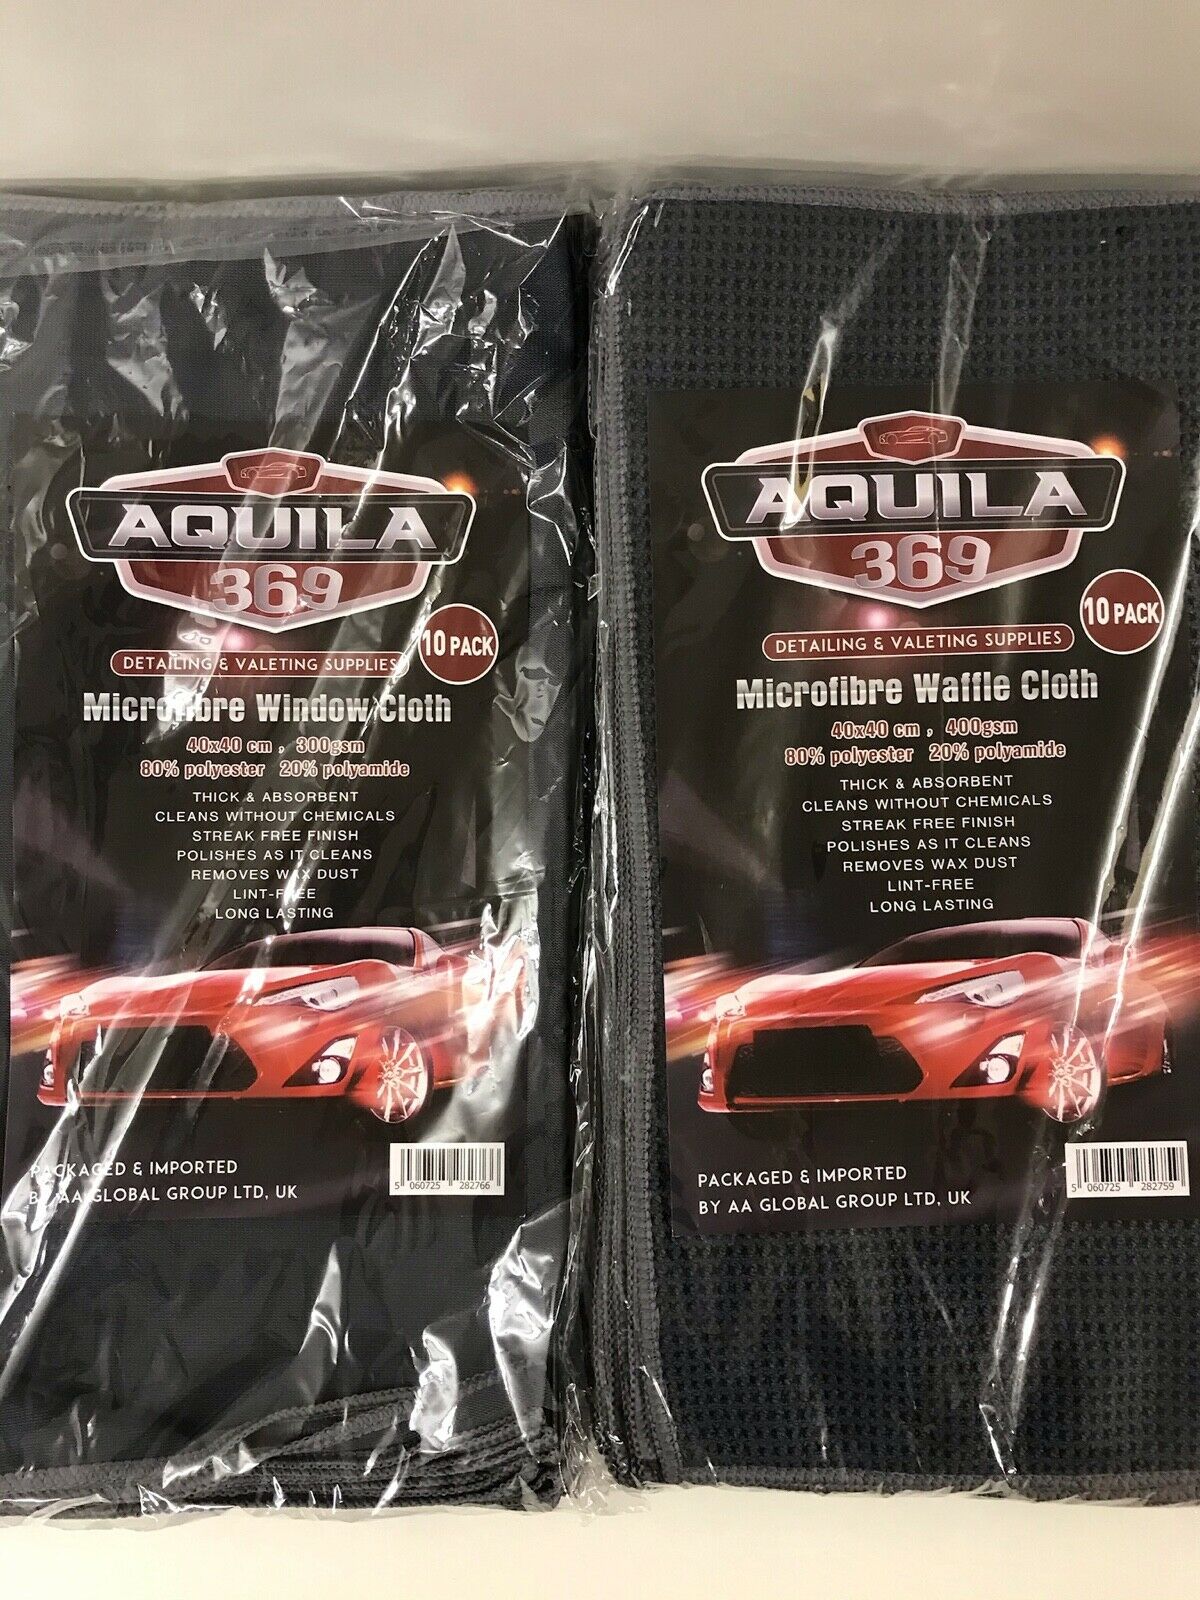 AQUILA
369
10 PACK
DETAILING & VALETING SUPPLIES
Microfibre Window Cloth
40x40 cm , 300gsm
80% polyester 20% polyamide
THICK & ABSORBENT
CLEANS WITHOUT CHEMICALS
STREAK FREE FINISH
POLISHES AS IT CLEANS
REMOVES WAX DUST
LINT-FREE
LONG LASTING
PACKAGED & IMPORTED
BY AA GLOBAL GROUP LTD, UK
5 060725 282766
AQUILA
369
10 PACK
DETAILING & VALETING SUPPLIES
Microfibre Waffle Cloth
40x40 cm , 400gsm
80% polyester 20% polyamide
THICK & ABSORBENT
CLEANS WITHOUT CHEMICALS
STREAK FREE FINISH
POLISHES AS IT CLEANS
REMOVES WAX DUST
LINT-FREE
LONG LASTING
PACKAGED & IMPORTED
BY AA GLOBAL GROUP LTD, UK
5 060725 282759